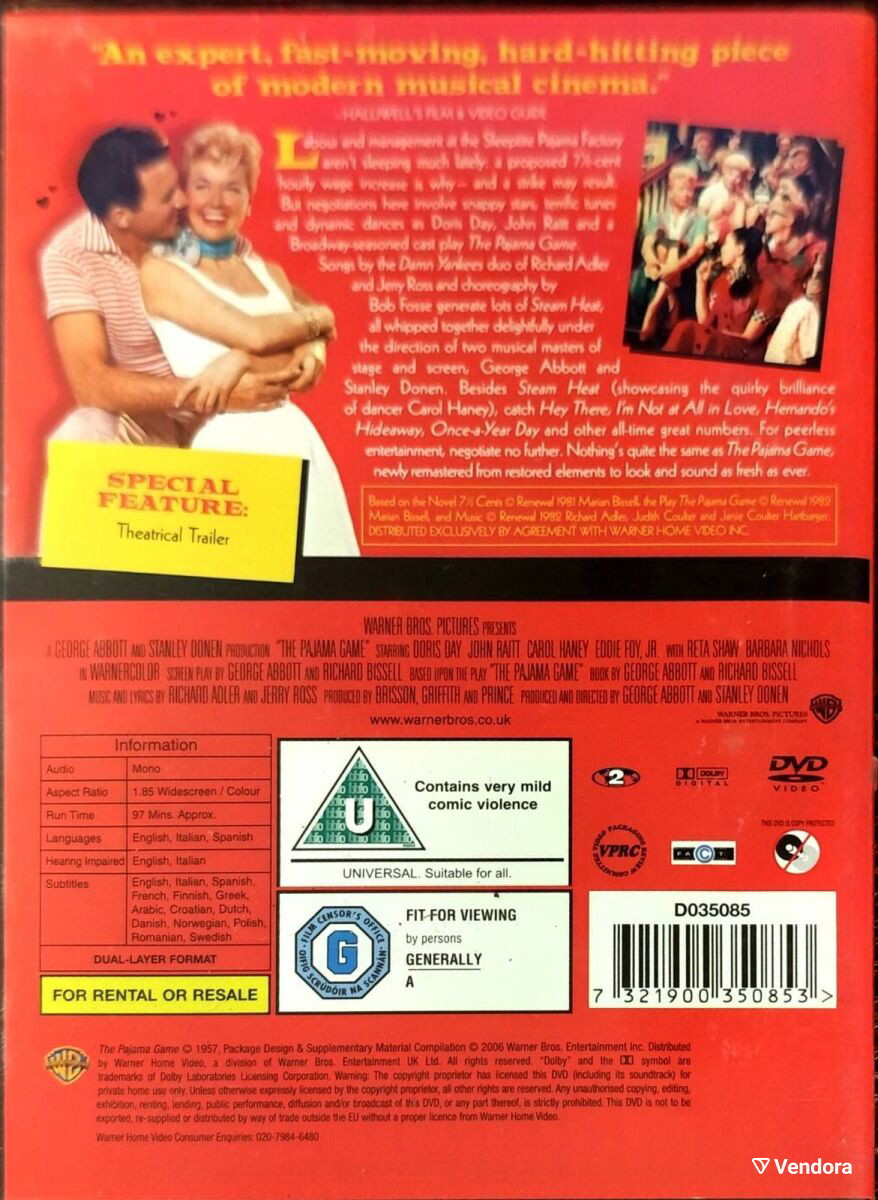 "An expert, fast-moving, hard-hitting piece
of modern musical cinema."
–HALLIWELL'S FILM & VIDEO GUIDE
Labour and management at the Sleeptite Pajama Factory
aren't sleeping much lately: a proposed 7½-cent
hourly wage increase is why – and a strike may result.
But negotiations here involve snappy stars, terrific tunes
and dynamic dances as Doris Day, John Raitt and a
Broadway-seasoned cast play The Pajama Game.
Songs by the Damn Yankees duo of Richard Adler
and Jerry Ross and choreography by
Bob Fosse generate lots of Steam Heat,
all whipped together delightfully under
the direction of two musical masters of
stage and screen, George Abbott and
Stanley Donen. Besides Steam Heat (showcasing the quirky brilliance
of dancer Carol Haney), catch Hey There, I'm Not at All in Love, Hernando's
Hideaway, Once-a-Year Day and other all-time great numbers. For peerless
entertainment, negotiate no further. Nothing's quite the same as The Pajama Game,
newly remastered from restored elements to look and sound as fresh as ever.
SPECIAL
FEATURE:
Theatrical Trailer
Based on the Novel 7½ Cents © Renewal 1981 Marian Bissell, the Play The Pajama Game © Renewal 1982
Marian Bissell, and Music © Renewal 1982 Richard Adler, Judith Coulter and Janie Coulter Hartbarger.
DISTRIBUTED EXCLUSIVELY BY AGREEMENT WITH WARNER HOME VIDEO INC.
WARNER BROS. PICTURES PRESENTS
A GEORGE ABBOTT AND STANLEY DONEN PRODUCTION "THE PAJAMA GAME" STARRING DORIS DAY JOHN RAITT CAROL HANEY EDDIE FOY, JR. WITH RETA SHAW BARBARA NICHOLS
IN WARNERCOLOR SCREEN PLAY BY GEORGE ABBOTT AND RICHARD BISSELL BASED UPON THE PLAY "THE PAJAMA GAME" BOOK BY GEORGE ABBOTT AND RICHARD BISSELL
MUSIC AND LYRICS BY RICHARD ADLER AND JERRY ROSS PRODUCED BY BRISSON, GRIFFITH AND PRINCE PRODUCED AND DIRECTED BY GEORGE ABBOTT AND STANLEY DONEN
www.warnerbros.co.uk
WARNER BROS. PICTURES
A WARNER BROS. ENTERTAINMENT COMPANY
Information
Audio Mono
Aspect Ratio 1.85 Widescreen / Colour
Run Time 97 Mins. Approx.
Languages English, Italian, Spanish
Hearing Impaired English, Italian
Subtitles English, Italian, Spanish,
French, Finnish, Greek,
Arabic, Croatian, Dutch,
Danish, Norwegian, Polish,
Romanian, Swedish
DUAL-LAYER FORMAT
FOR RENTAL OR RESALE
U
Contains very mild
comic violence
UNIVERSAL. Suitable for all.
FILM CENSOR'S OFFICE
G
OIFIG SCRÚDÓIR NA SCANNÁN
FIT FOR VIEWING
by persons
GENERALLY
A
2
DOLBY
DIGITAL
DVD
VIDEO
VIDEO PACKAGING REVIEW COMMITTEE
VPRC
THIS DVD IS COPY PROTECTED
D035085
7 321900 350853 >
The Pajama Game © 1957, Package Design & Supplementary Material Compilation © 2006 Warner Bros. Entertainment Inc. Distributed
by Warner Home Video, a division of Warner Bros. Entertainment UK Ltd. All rights reserved. "Dolby" and the DD symbol are
trademarks of Dolby Laboratories Licensing Corporation. Warning: The copyright proprietor has licensed this DVD (including its soundtrack) for
private home use only. Unless otherwise expressly licensed by the copyright proprietor, all other rights are reserved. Any unauthorised copying, editing,
exhibition, renting, lending, public performance, diffusion and/or broadcast of this DVD, or any part thereof, is strictly prohibited. This DVD is not to be
exported, re-supplied or distributed by way of trade outside the EU without a proper licence from Warner Home Video.
Warner Home Video Consumer Enquiries: 020-7984-6480
Vendora